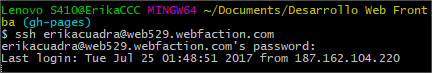 Lenovo S410@ErikaCCC MINGW64 ~/Documents/Desarrollo Web Front
ba (gh-pages)
$ ssh erikacuadra@web529.webfaction.com
erikacuadra@web529.webfaction.com's password:
Last login: Tue Jul 25 01:48:51 2017 from 187.162.104.220